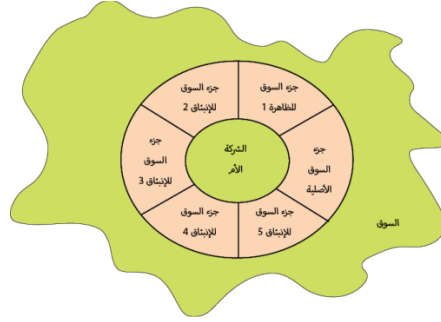 جزء السوق
للإنبثاق 2
جزء السوق
للظاهرة 1
جزء
السوق
للإنبثاق 3
الشركة
الأم
جزء
السوق
الأصلية
جزء السوق
للإنبثاق 4
جزء السوق
للإنبثاق 5
السوق